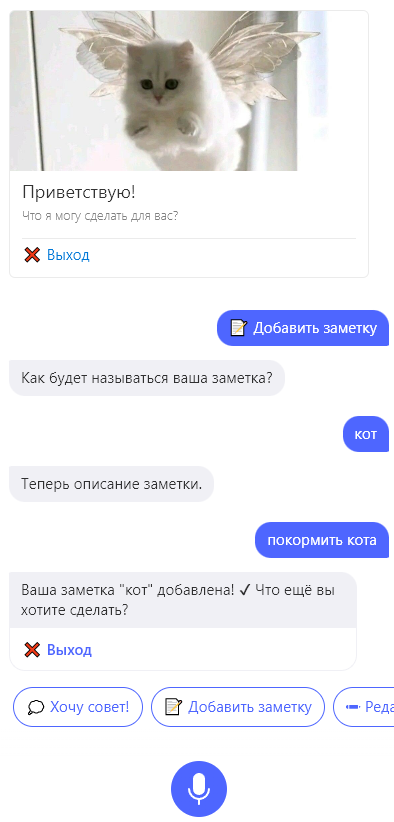 Приветствую!
Что я могу сделать для вас?
Выход
Добавить заметку
Как будет называться ваша заметка?
кот
Теперь описание заметки.
покормить кота
Ваша заметка "кот" добавлена! ✓ Что ещё вы
хотите сделать?
Выход
Хочу совет!
Добавить заметку
Реда